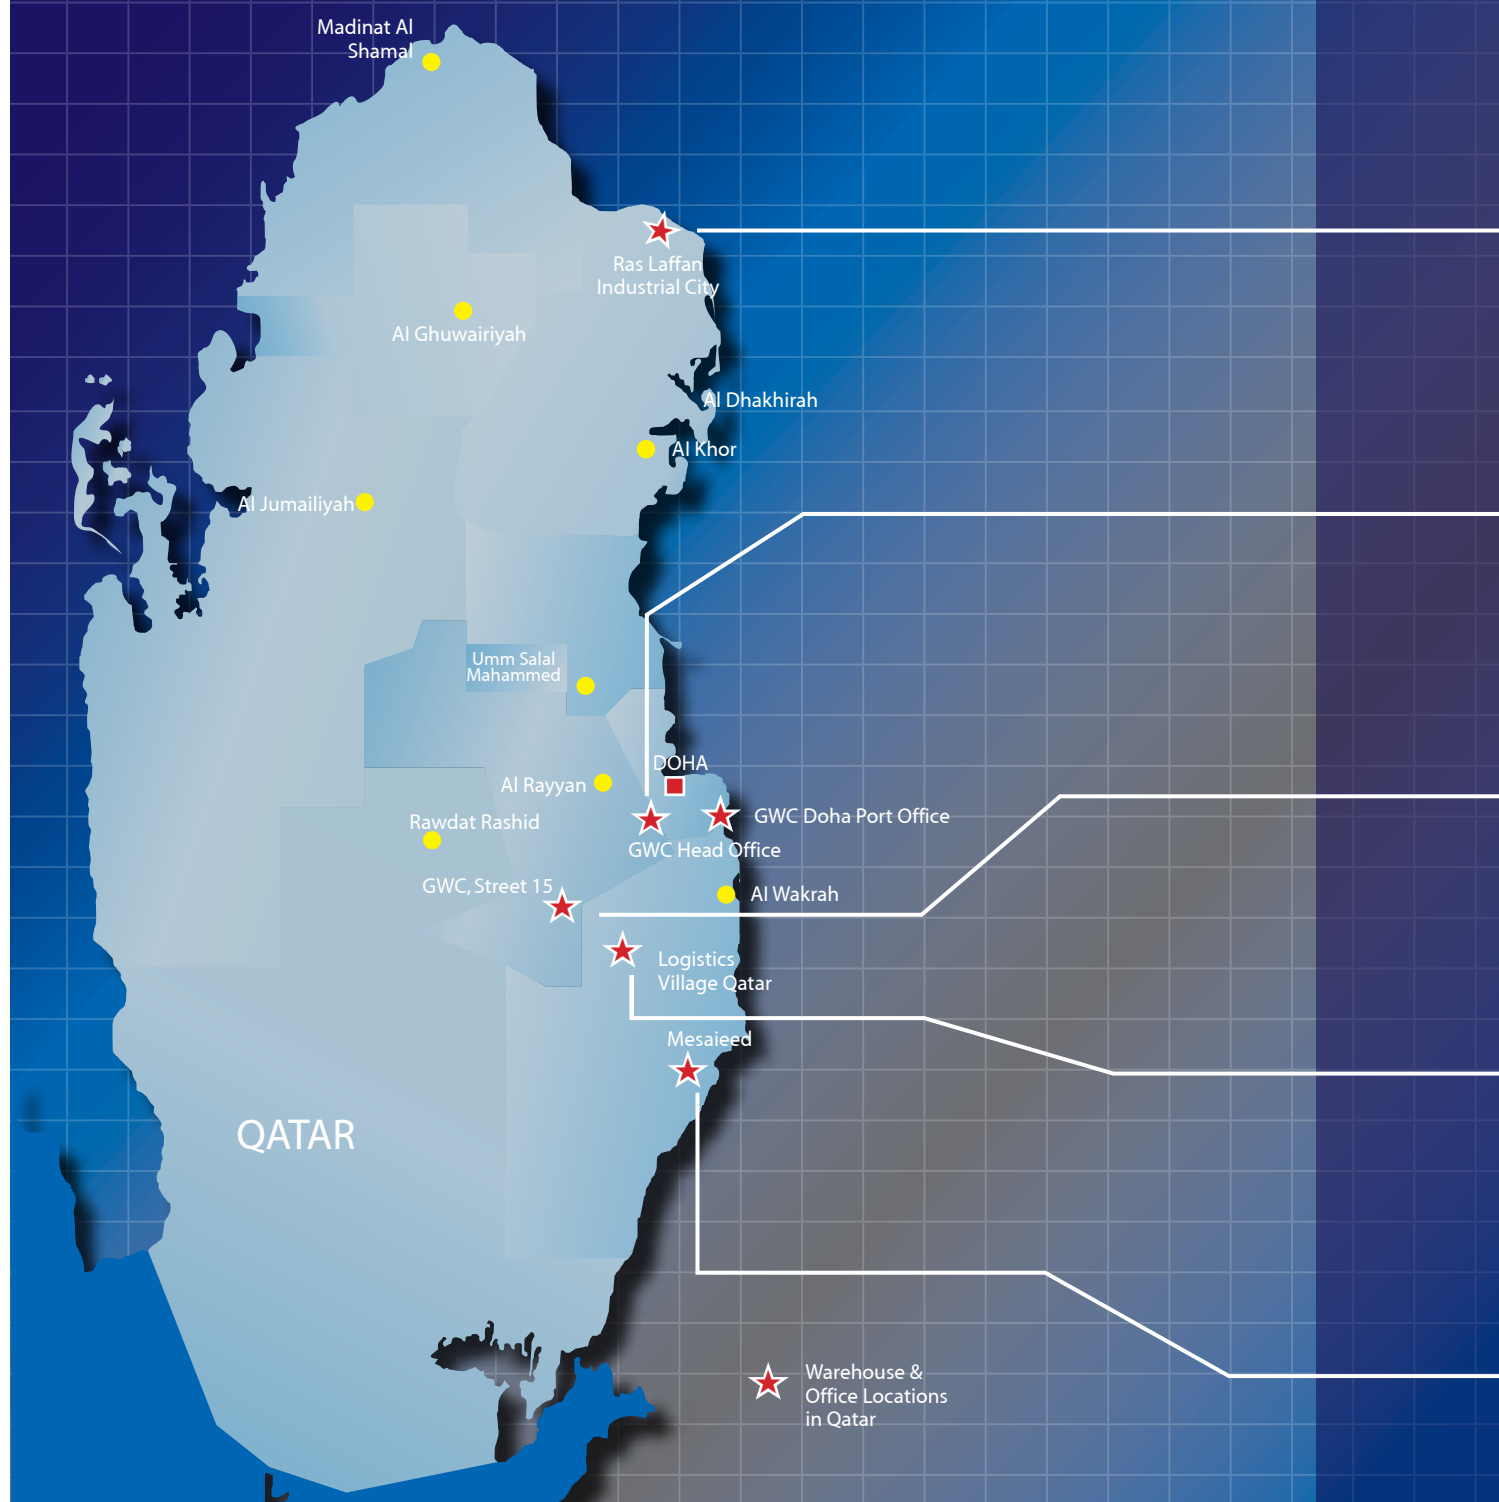 Madinat Al
Shamal
Ras Laffan
Industrial City
Al Ghuwairiyah
Al Dhakhirah
Al Khor
Al Jumailiyah
Umm Salal
Mahammed
DOHA
Al Rayyan
GWC Doha Port Office
Rawdat Rashid
GWC Head Office
GWC, Street 15
Al Wakrah
Logistics
Village Qatar
Mesaieed
QATAR
Warehouse &
Office Locations
in Qatar